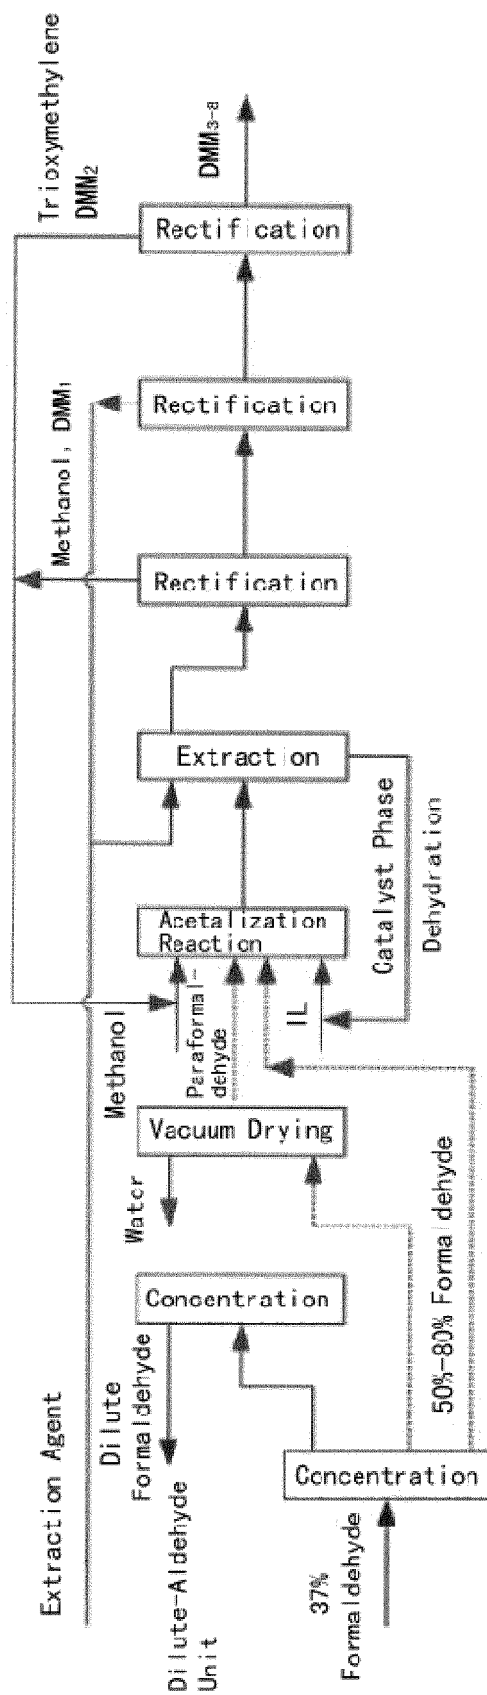 Extraction Agent
Dilute
Formaldehyde
Dilute-Aldehyde
Unit
37%
Formaldehyde
Concentration
Concentration
50%-80% Formaldehyde
Water
Vacuum Drying
Methanol
Paraformal-
dehyde
IL
Acetalization
Reaction
Catalyst Phase
Dehydration
Extraction
Rectification
Methanol, DMM₁
Rectification
Rectification
Trioxymethylene
DMM₂
DMM₃₋₈